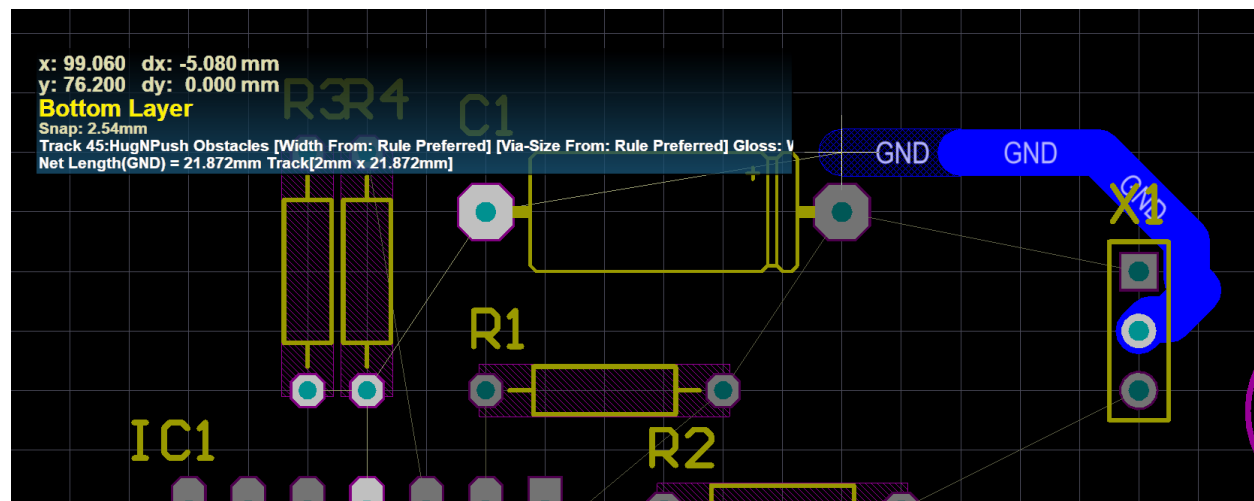 x: 99.060 dx: -5.080 mm
y: 76.200 dy: 0.000 mm
Bottom Layer
Snap: 2.54mm
Track 45:HugNPush Obstacles [Width From: Rule Preferred] [Via-Size From: Rule Preferred] Gloss:
Net Length(GND) = 21.872mm Track[2mm x 21.872mm]
R3 R4
C1
+
GND
GND
GND
X1
R1
IC1
R2